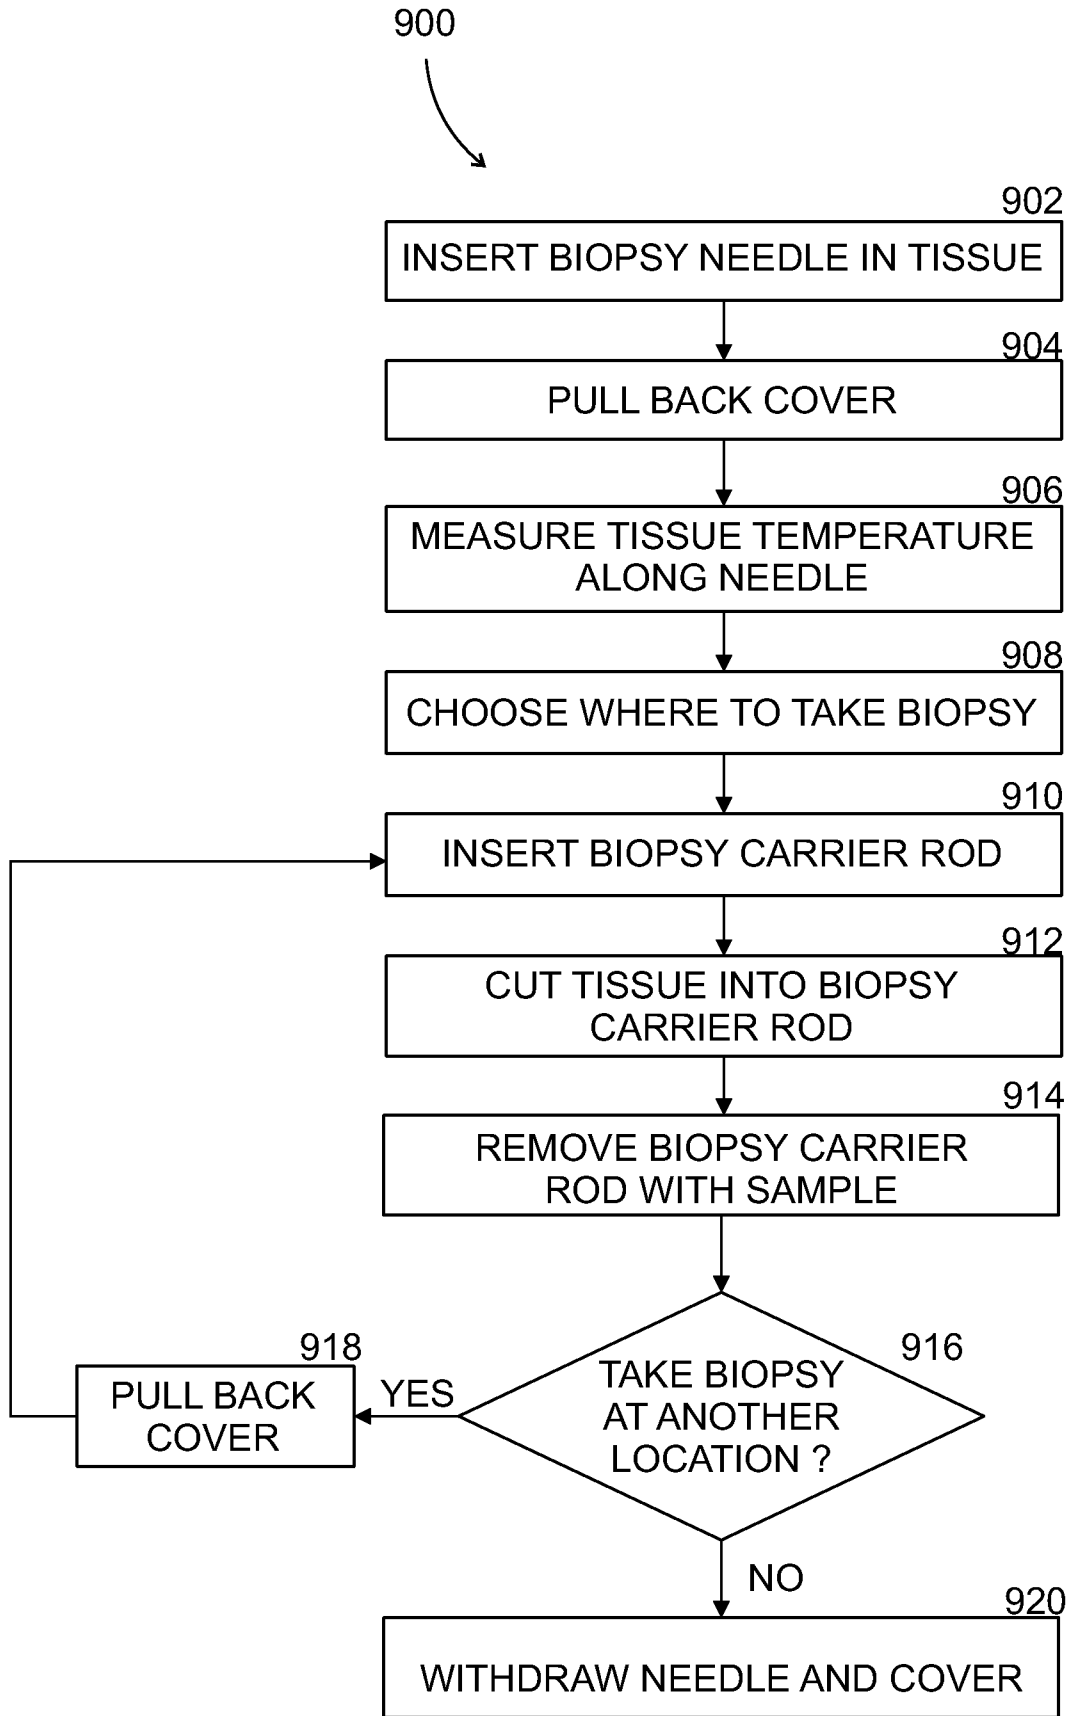 900
902
INSERT BIOPSY NEEDLE IN TISSUE
904
PULL BACK COVER
906
MEASURE TISSUE TEMPERATURE
ALONG NEEDLE
908
CHOOSE WHERE TO TAKE BIOPSY
910
INSERT BIOPSY CARRIER ROD
912
CUT TISSUE INTO BIOPSY
CARRIER ROD
914
REMOVE BIOPSY CARRIER
ROD WITH SAMPLE
916
TAKE BIOPSY
AT ANOTHER
LOCATION ?
YES
918
PULL BACK
COVER
NO
920
WITHDRAW NEEDLE AND COVER